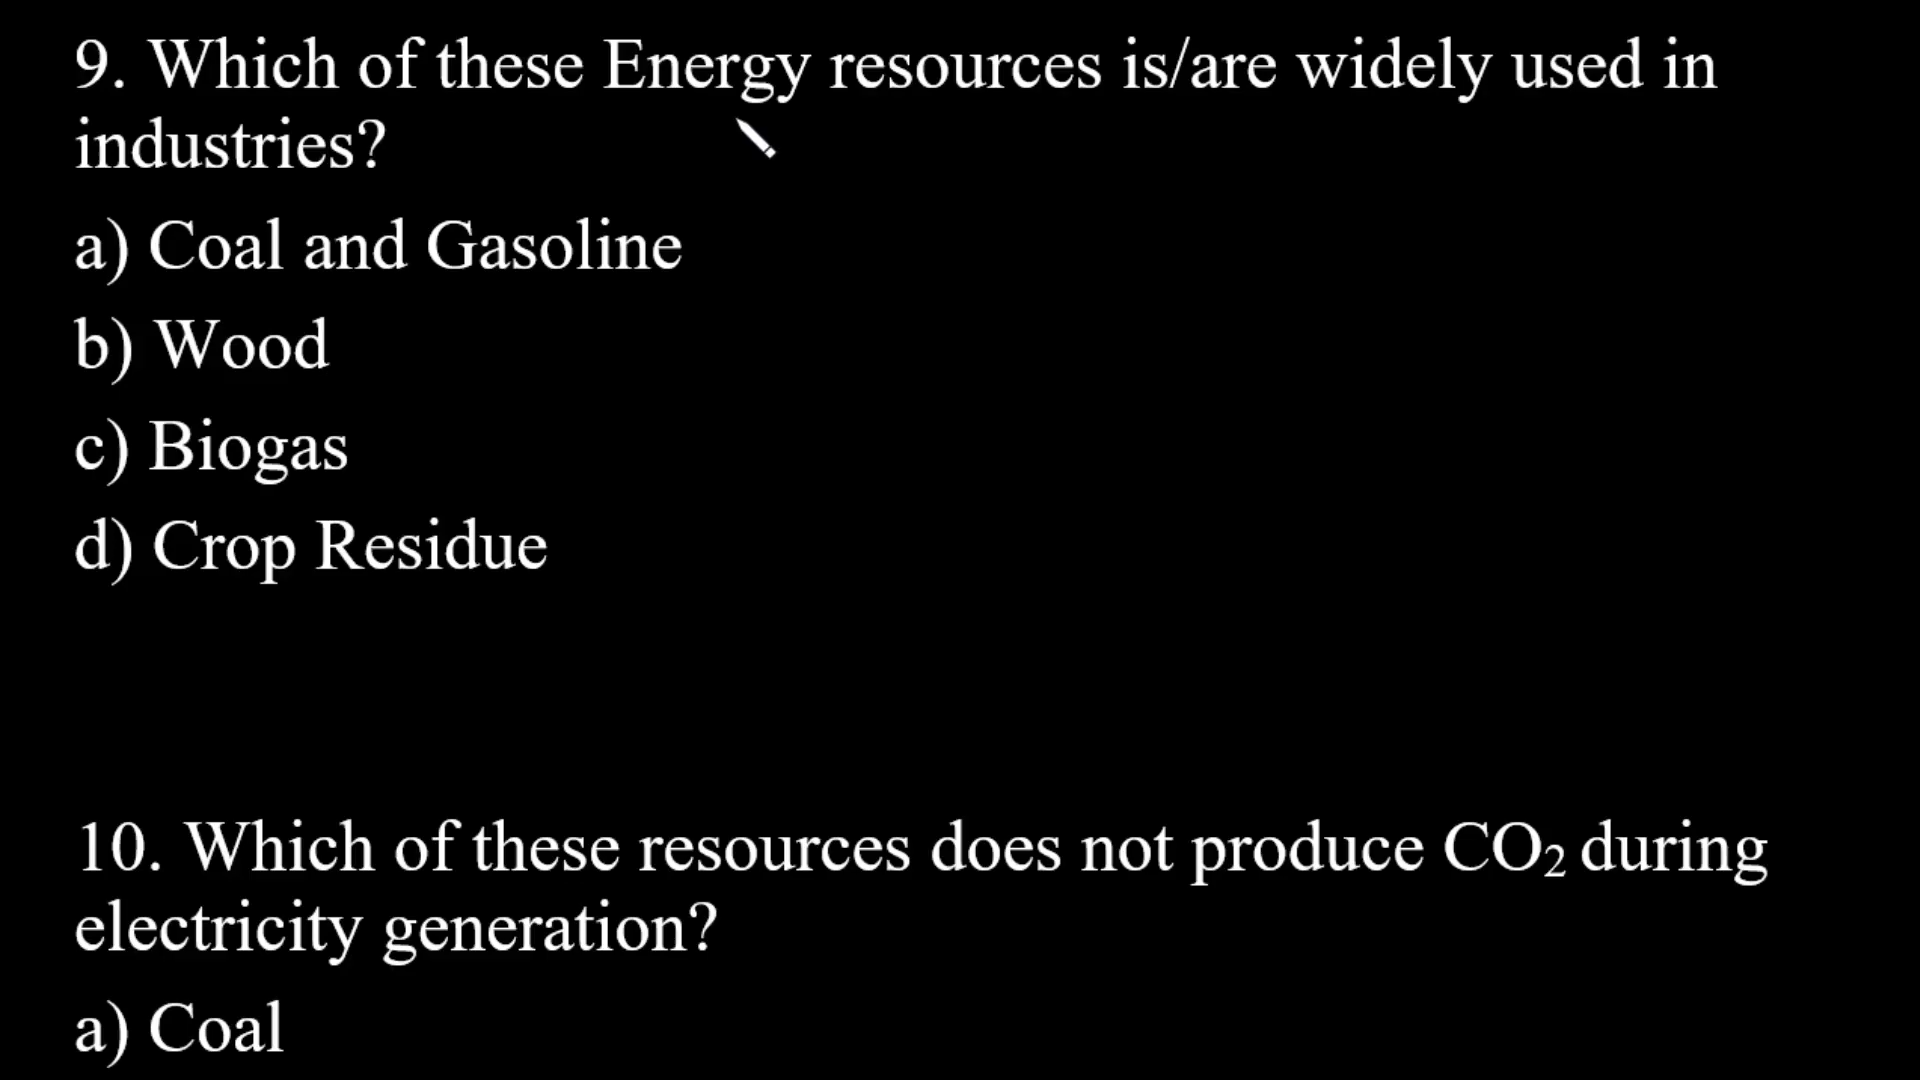 9. Which of these Energy resources is/are widely used in
industries?
a) Coal and Gasoline
b) Wood
c) Biogas
d) Crop Residue
10. Which of these resources does not produce CO₂ during
electricity generation?
a) Coal